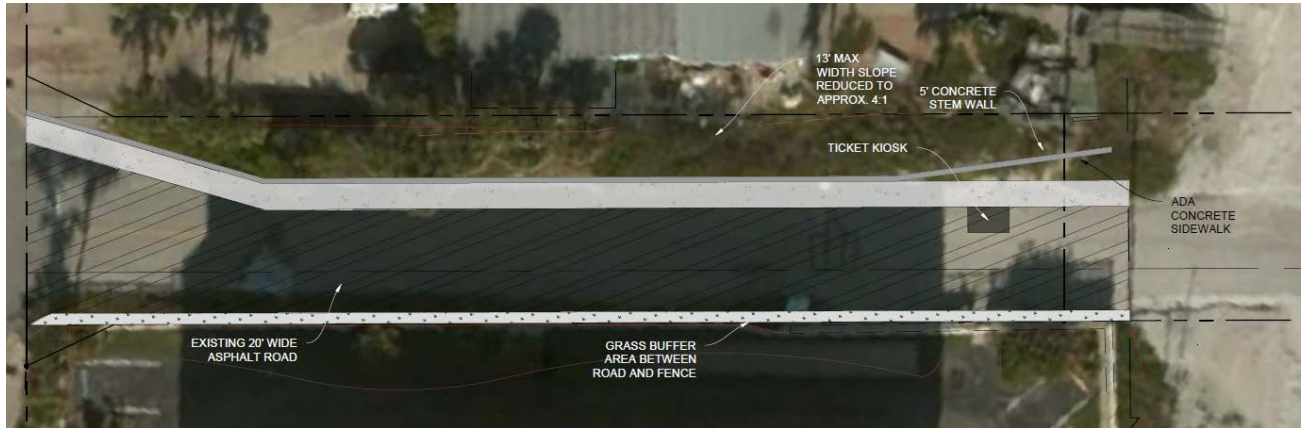 13' MAX
WIDTH SLOPE
REDUCED TO
APPROX. 4:1
5' CONCRETE
STEM WALL
TICKET KIOSK
ADA
CONCRETE
SIDEWALK
EXISTING 20' WIDE
ASPHALT ROAD
GRASS BUFFER
AREA BETWEEN
ROAD AND FENCE